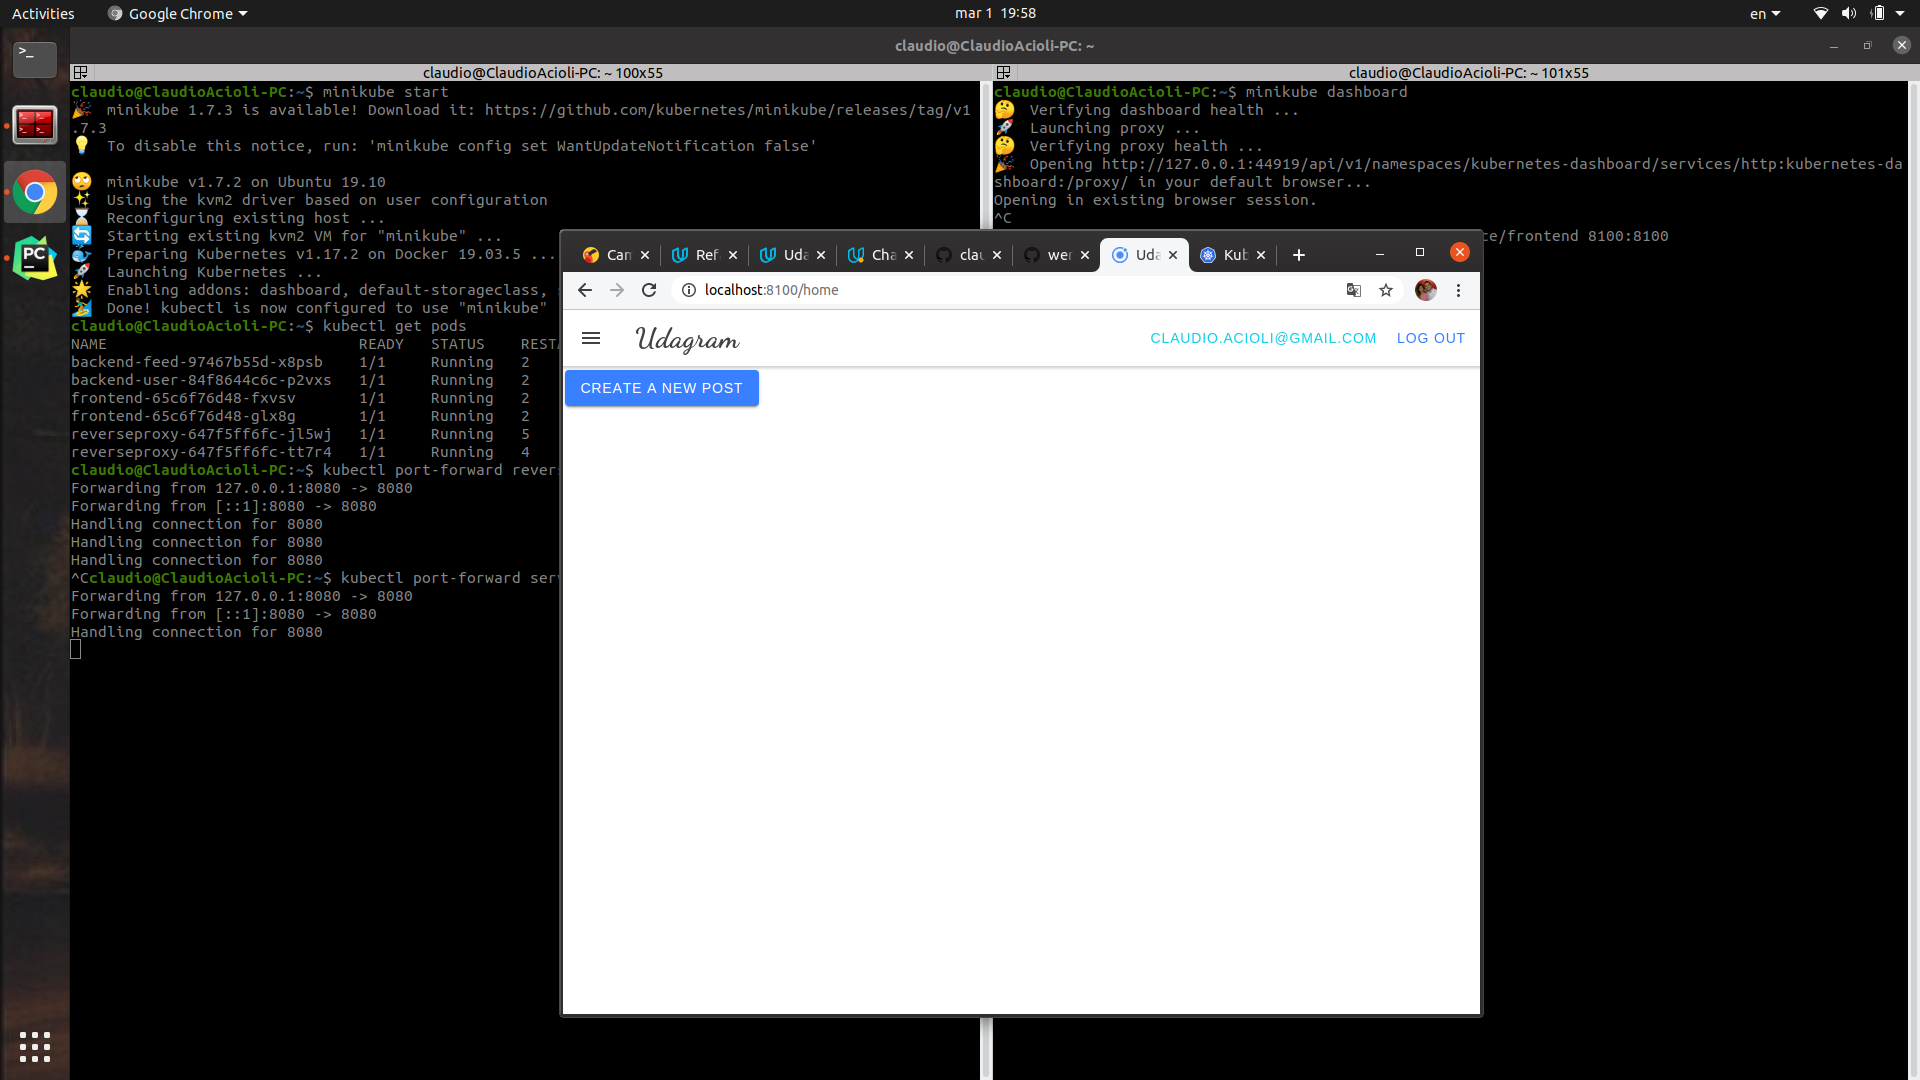 Activities
Google Chrome
mar 1 19:58
en
claudio@ClaudioAcioli-PC: ~
claudio@ClaudioAcioli-PC: ~ 100x55
claudio@ClaudioAcioli-PC:~$ minikube start
minikube 1.7.3 is available! Download it: https://github.com/kubernetes/minikube/releases/tag/v1
.7.3
To disable this notice, run: 'minikube config set WantUpdateNotification false'
minikube v1.7.2 on Ubuntu 19.10
Using the kvm2 driver based on user configuration
Reconfiguring existing host ...
Starting existing kvm2 VM for "minikube" ...
Preparing Kubernetes v1.17.2 on Docker 19.03.5 ...
Launching Kubernetes ...
Enabling addons: dashboard, default-storageclass,
Done! kubectl is now configured to use "minikube"
claudio@ClaudioAcioli-PC:~$ kubectl get pods
NAME READY STATUS RESTA
backend-feed-97467b55d-x8psb 1/1 Running 2
backend-user-84f8644c6c-p2vxs 1/1 Running 2
frontend-65c6f76d48-fxvsv 1/1 Running 2
frontend-65c6f76d48-glx8g 1/1 Running 2
reverseproxy-647f5ff6fc-jl5wj 1/1 Running 5
reverseproxy-647f5ff6fc-tt7r4 1/1 Running 4
claudio@ClaudioAcioli-PC:~$ kubectl port-forward rever
Forwarding from 127.0.0.1:8080 -> 8080
Forwarding from [::1]:8080 -> 8080
Handling connection for 8080
Handling connection for 8080
Handling connection for 8080
^Cclaudio@ClaudioAcioli-PC:~$ kubectl port-forward ser
Forwarding from 127.0.0.1:8080 -> 8080
Forwarding from [::1]:8080 -> 8080
Handling connection for 8080
claudio@ClaudioAcioli-PC: ~ 101x55
claudio@ClaudioAcioli-PC:~$ minikube dashboard
Verifying dashboard health ...
Launching proxy ...
Verifying proxy health ...
Opening http://127.0.0.1:44919/api/v1/namespaces/kubernetes-dashboard/services/http:kubernetes-da
shboard:/proxy/ in your default browser...
Opening in existing browser session.
^C
ce/frontend 8100:8100
Can
Ref
Uda
Cha
clau
wer
Uda
Kub
localhost:8100/home
Udagram
CLAUDIO.ACIOLI@GMAIL.COM
LOG OUT
CREATE A NEW POST
PC